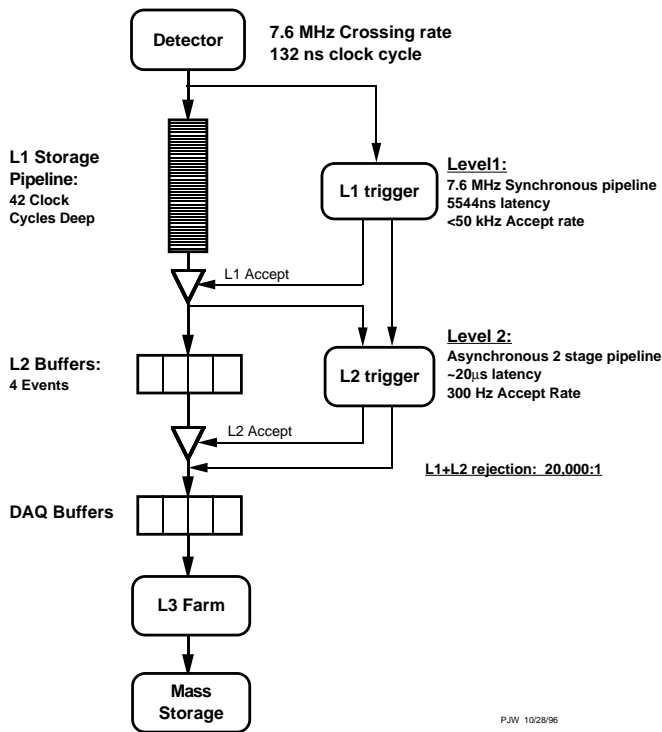 Detector
7.6 MHz Crossing rate
132 ns clock cycle
L1 Storage
Pipeline:
42 Clock
Cycles Deep
L1 trigger
Level1:
7.6 MHz Synchronous pipeline
5544ns latency
<50 kHz Accept rate
L1 Accept
L2 Buffers:
4 Events
L2 trigger
Level 2:
Asynchronous 2 stage pipeline
~20µs latency
300 Hz Accept Rate
L2 Accept
L1+L2 rejection: 20,000:1
DAQ Buffers
L3 Farm
Mass
Storage
PJW 10/28/96